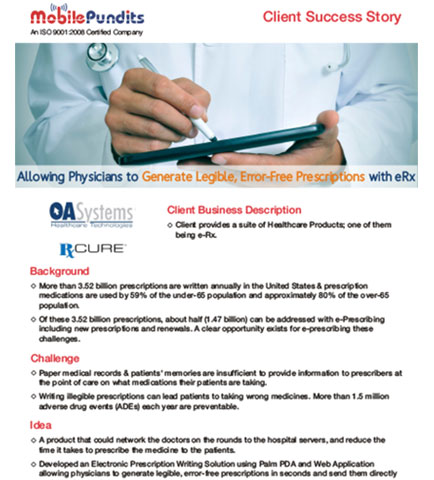 MobilePundits
An ISO 9001:2008 Certified Company
Client Success Story
Allowing Physicians to Generate Legible, Error-Free Prescriptions with eRx
OASystems
Healthcare Technologies
RxCURE™
Client Business Description
◇ Client provides a suite of Healthcare Products; one of them
being e-Rx.
Background
◇ More than 3.52 billion prescriptions are written annually in the United States & prescription
medications are used by 59% of the under-65 population and approximately 80% of the over-65
population.
◇ Of these 3.52 billion prescriptions, about half (1.47 billion) can be addressed with e-Prescribing
including new prescriptions and renewals. A clear opportunity exists for e-prescribing these
challenges.
Challenge
◇ Paper medical records & patients' memories are insufficient to provide information to prescribers at
the point of care on what medications their patients are taking.
◇ Writing illegible prescriptions can lead patients to taking wrong medicines. More than 1.5 million
adverse drug events (ADEs) each year are preventable.
Idea
◇ A product that could network the doctors on the rounds to the hospital servers, and reduce the
time it takes to prescribe the medicine to the patients.
◇ Developed an Electronic Prescription Writing Solution using Palm PDA and Web Application
allowing physicians to generate legible, error-free prescriptions in seconds and send them directly